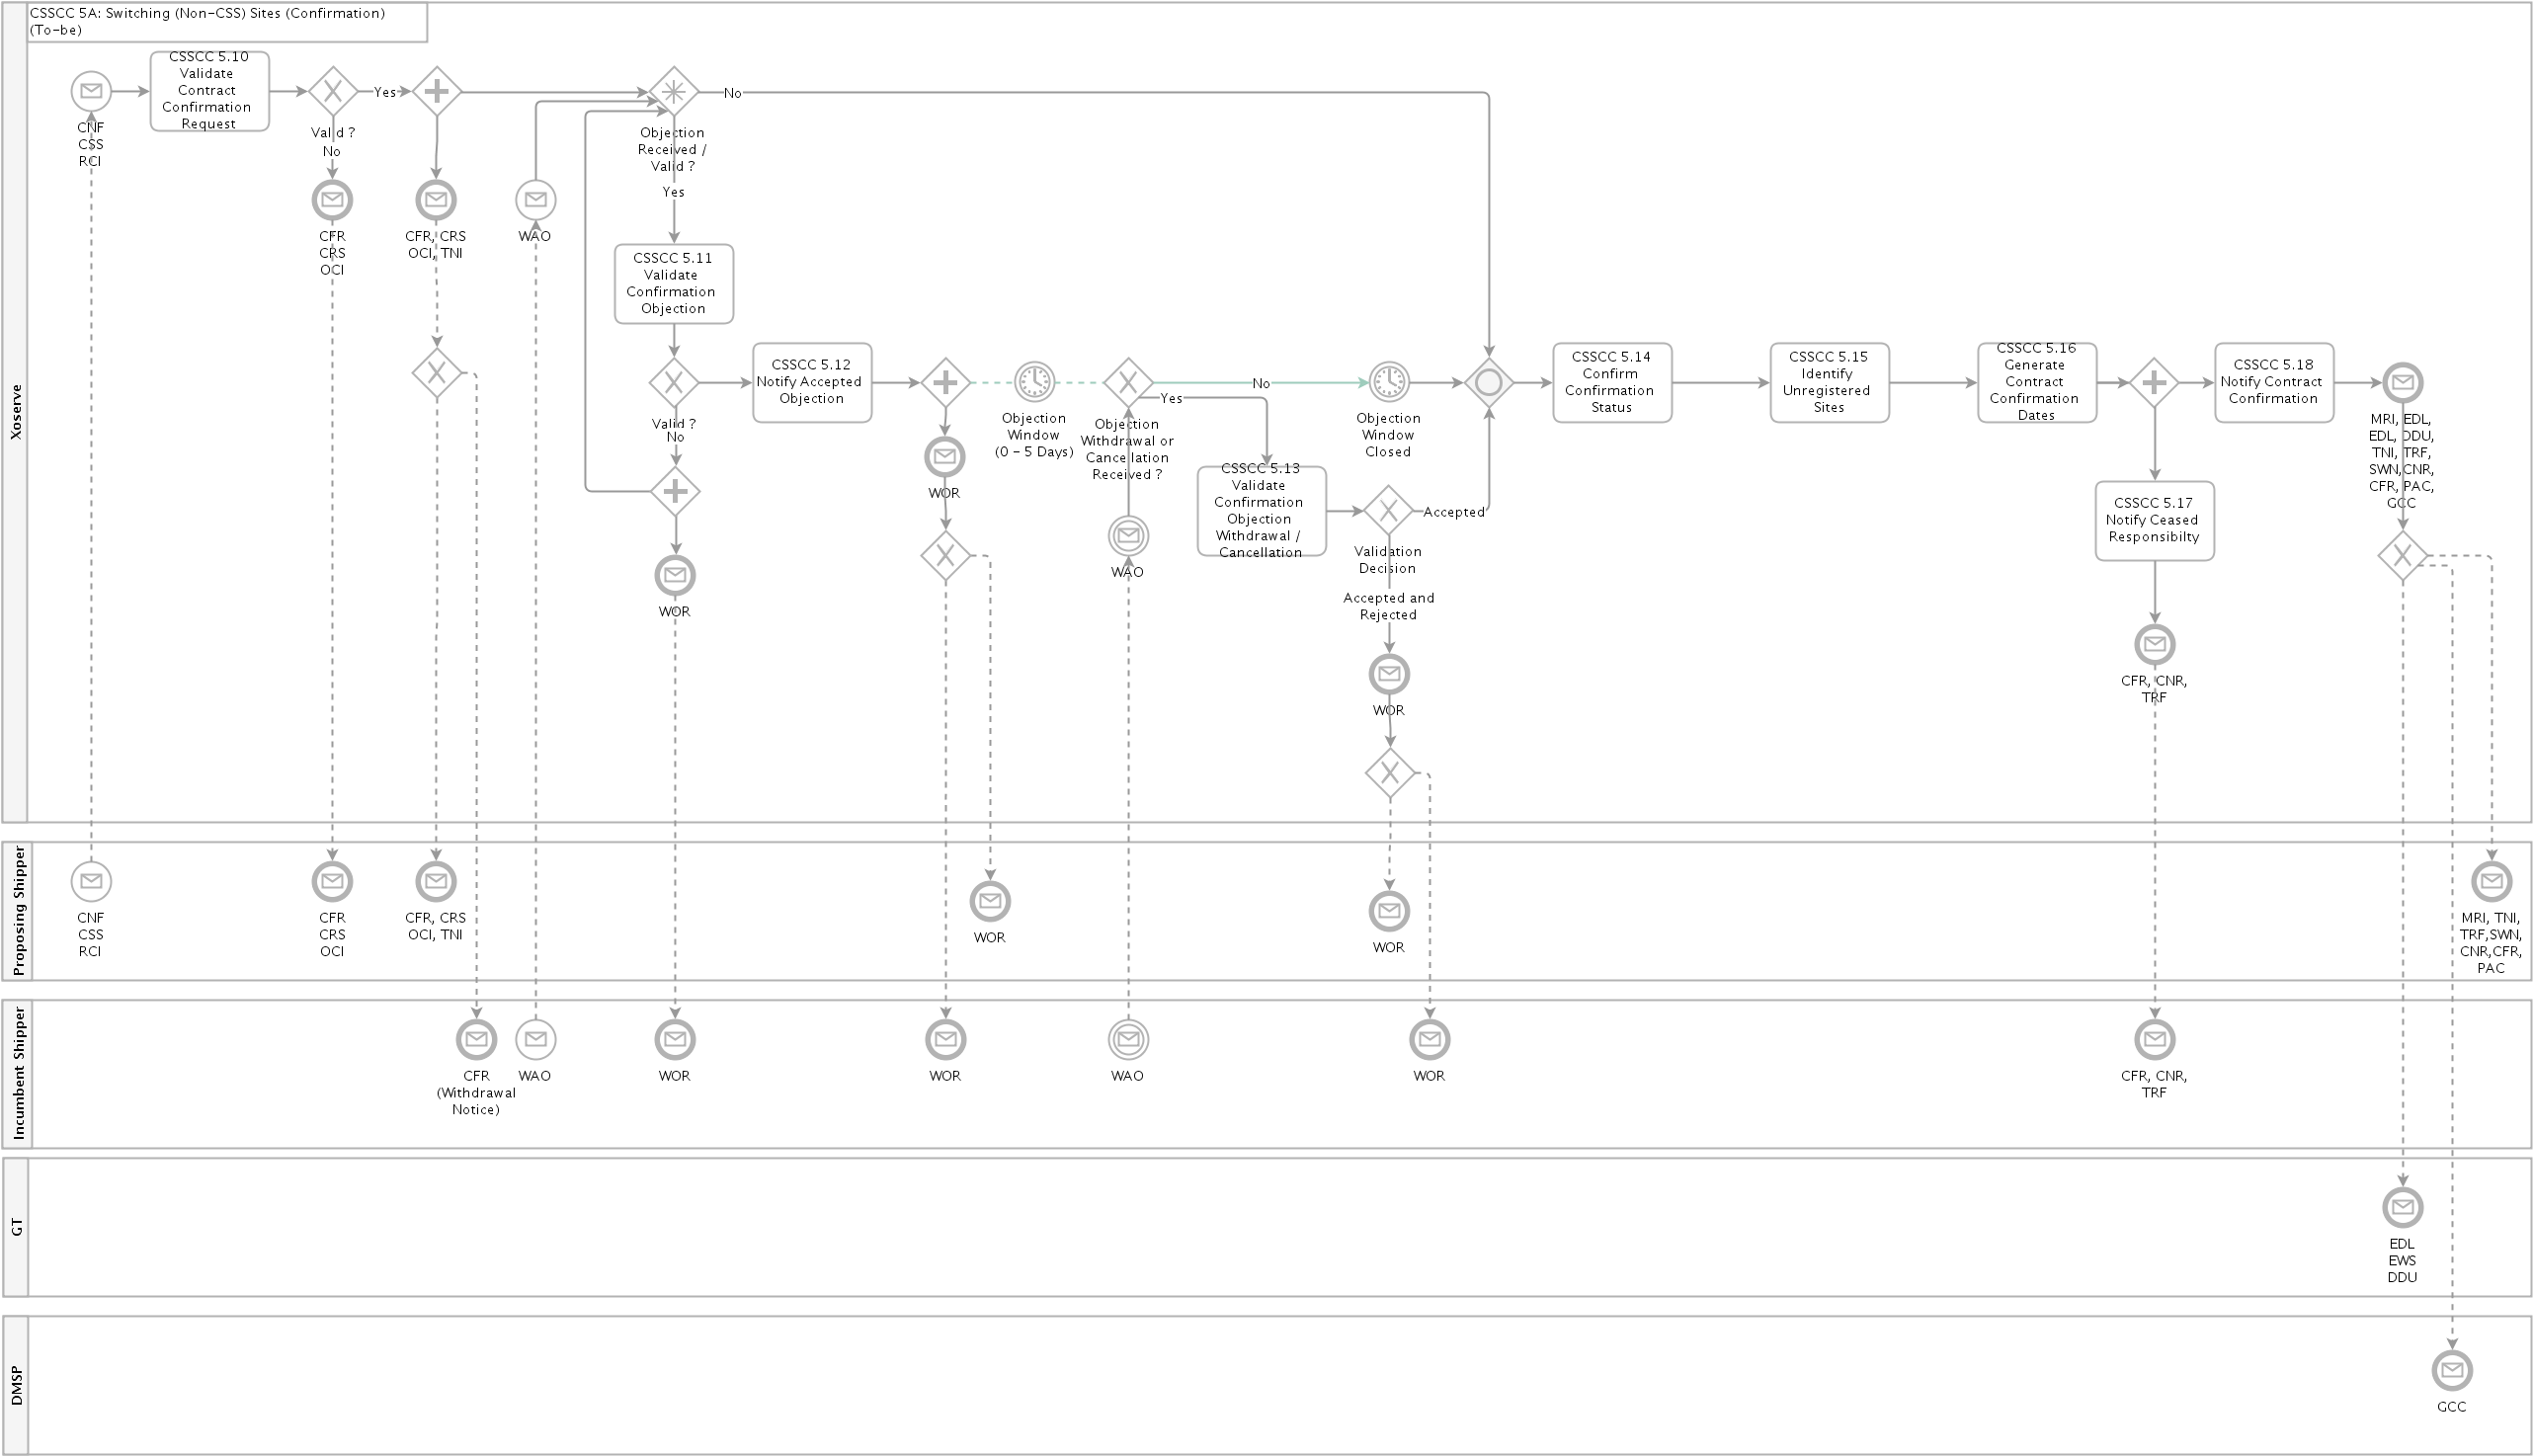 CSSCC 5A: Switching (Non-CSS) Sites (Confirmation)
(To-be)
Xoserve
CNF
CSS
RCI
CSSCC 5.10
Validate
Contract
Confirmation
Request
Valid ?
Yes
No
CFR
CRS
OCI
CFR, CRS
OCI, TNI
WAO
Objection
Received /
Valid ?
No
Yes
CSSCC 5.11
Validate
Confirmation
Objection
Valid ?
No
WOR
CSSCC 5.12
Notify Accepted
Objection
WOR
Objection
Window
(0 - 5 Days)
Objection
Withdrawal or
Cancellation
Received ?
No
Yes
WAO
CSSCC 5.13
Validate
Confirmation
Objection
Withdrawal /
Cancellation
Objection
Window
Closed
Validation
Decision
Accepted
Accepted and
Rejected
WOR
CSSCC 5.14
Confirm
Confirmation
Status
CSSCC 5.15
Identify
Unregistered
Sites
CSSCC 5.16
Generate
Contract
Confirmation
Dates
CSSCC 5.17
Notify Ceased
Responsibilty
CFR, CNR,
TRF
CSSCC 5.18
Notify Contract
Confirmation
MRI, EDL,
EDL, DDU,
TNI, TRF,
SWN,CNR,
CFR, PAC,
GCC
Proposing Shipper
CNF
CSS
RCI
CFR
CRS
OCI
CFR, CRS
OCI, TNI
WOR
WOR
MRI, TNI,
TRF,SWN,
CNR,CFR,
PAC
Incumbent Shipper
CFR
(Withdrawal
Notice)
WAO
WOR
WOR
WAO
WOR
CFR, CNR,
TRF
GT
EDL
EWS
DDU
DMSP
GCC